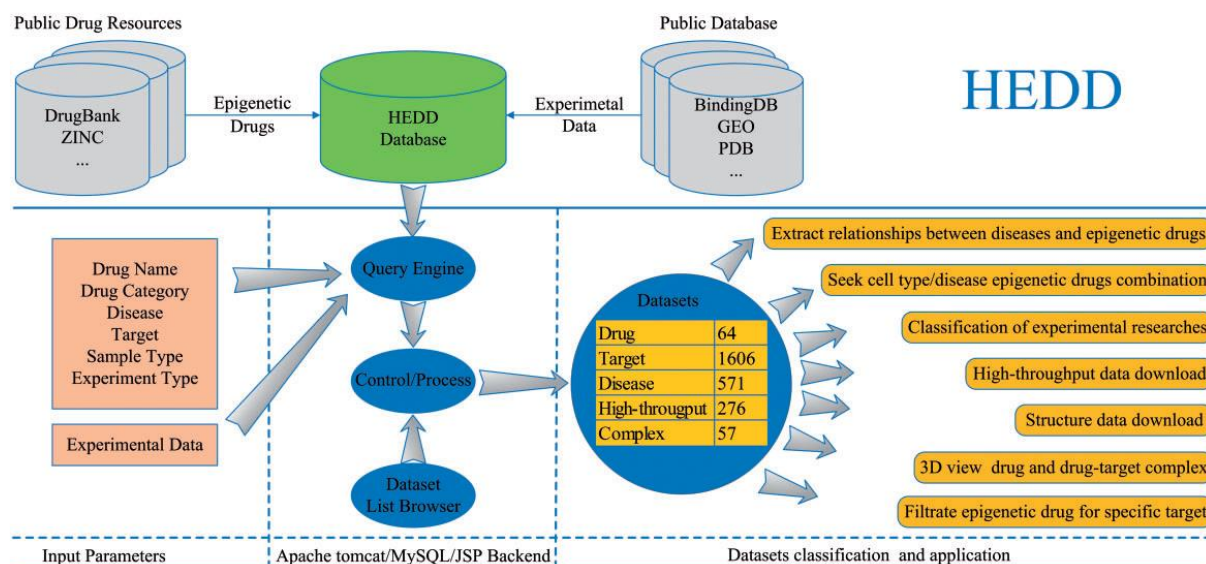 Public Drug Resources
Public Database
HEDD
DrugBank
ZINC
...
Epigenetic
Drugs
HEDD
Database
Experimetal
Data
BindingDB
GEO
PDB
...
Drug Name
Drug Category
Disease
Target
Sample Type
Experiment Type
Experimental Data
Query Engine
Control/Process
Dataset
List Browser
Datasets
Drug 64
Target 1606
Disease 571
High-througput 276
Complex 57
Extract relationships between diseases and epigenetic drugs
Seek cell type/disease epigenetic drugs combination
Classification of experimental researches
High-throughput data download
Structure data download
3D view drug and drug-target complex
Filtrate epigenetic drug for specific target
Input Parameters
Apache tomcat/MySQL/JSP Backend
Datasets classification and application